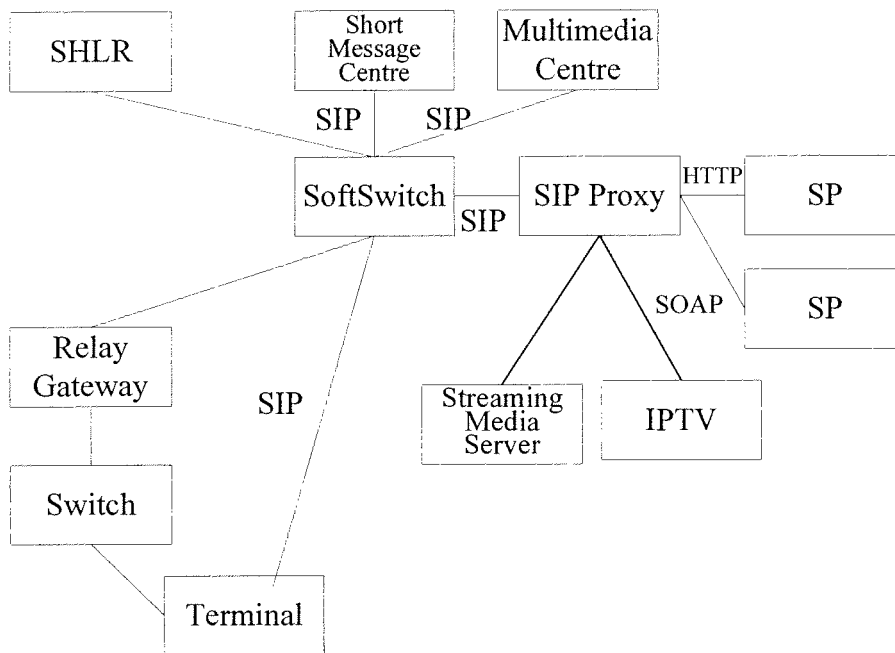 SHLR
Short
Message
Centre
Multimedia
Centre
SIP
SIP
SoftSwitch
SIP
SIP Proxy
HTTP
SP
SOAP
SP
Relay
Gateway
SIP
Streaming
Media
Server
IPTV
Switch
Terminal